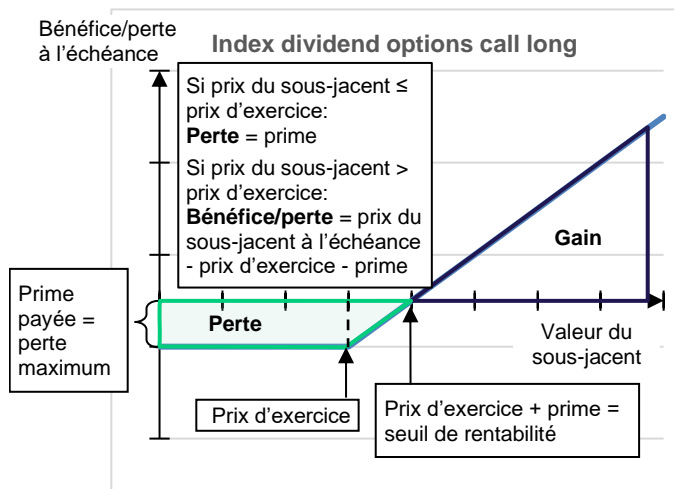 Bénéfice/perte
à l'échéance
Index dividend options call long
Si prix du sous-jacent ≤
prix d'exercice:
Perte = prime
Si prix du sous-jacent >
prix d'exercice:
Bénéfice/perte = prix du
sous-jacent à l'échéance
- prix d'exercice - prime
Gain
Prime
payée =
perte
maximum
Perte
Valeur du
sous-jacent
Prix d'exercice
Prix d'exercice + prime =
seuil de rentabilité